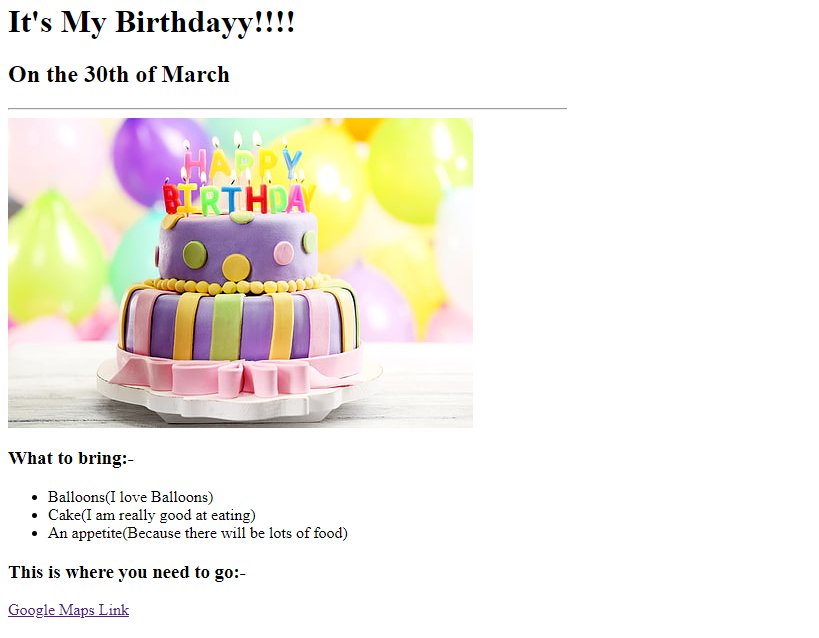 It's My Birthdayy!!!!
On the 30th of March
HAPPY
BIRTHDAY
What to bring:-
Balloons(I love Balloons)
Cake(I am really good at eating)
An appetite(Because there will be lots of food)
This is where you need to go:-
Google Maps Link